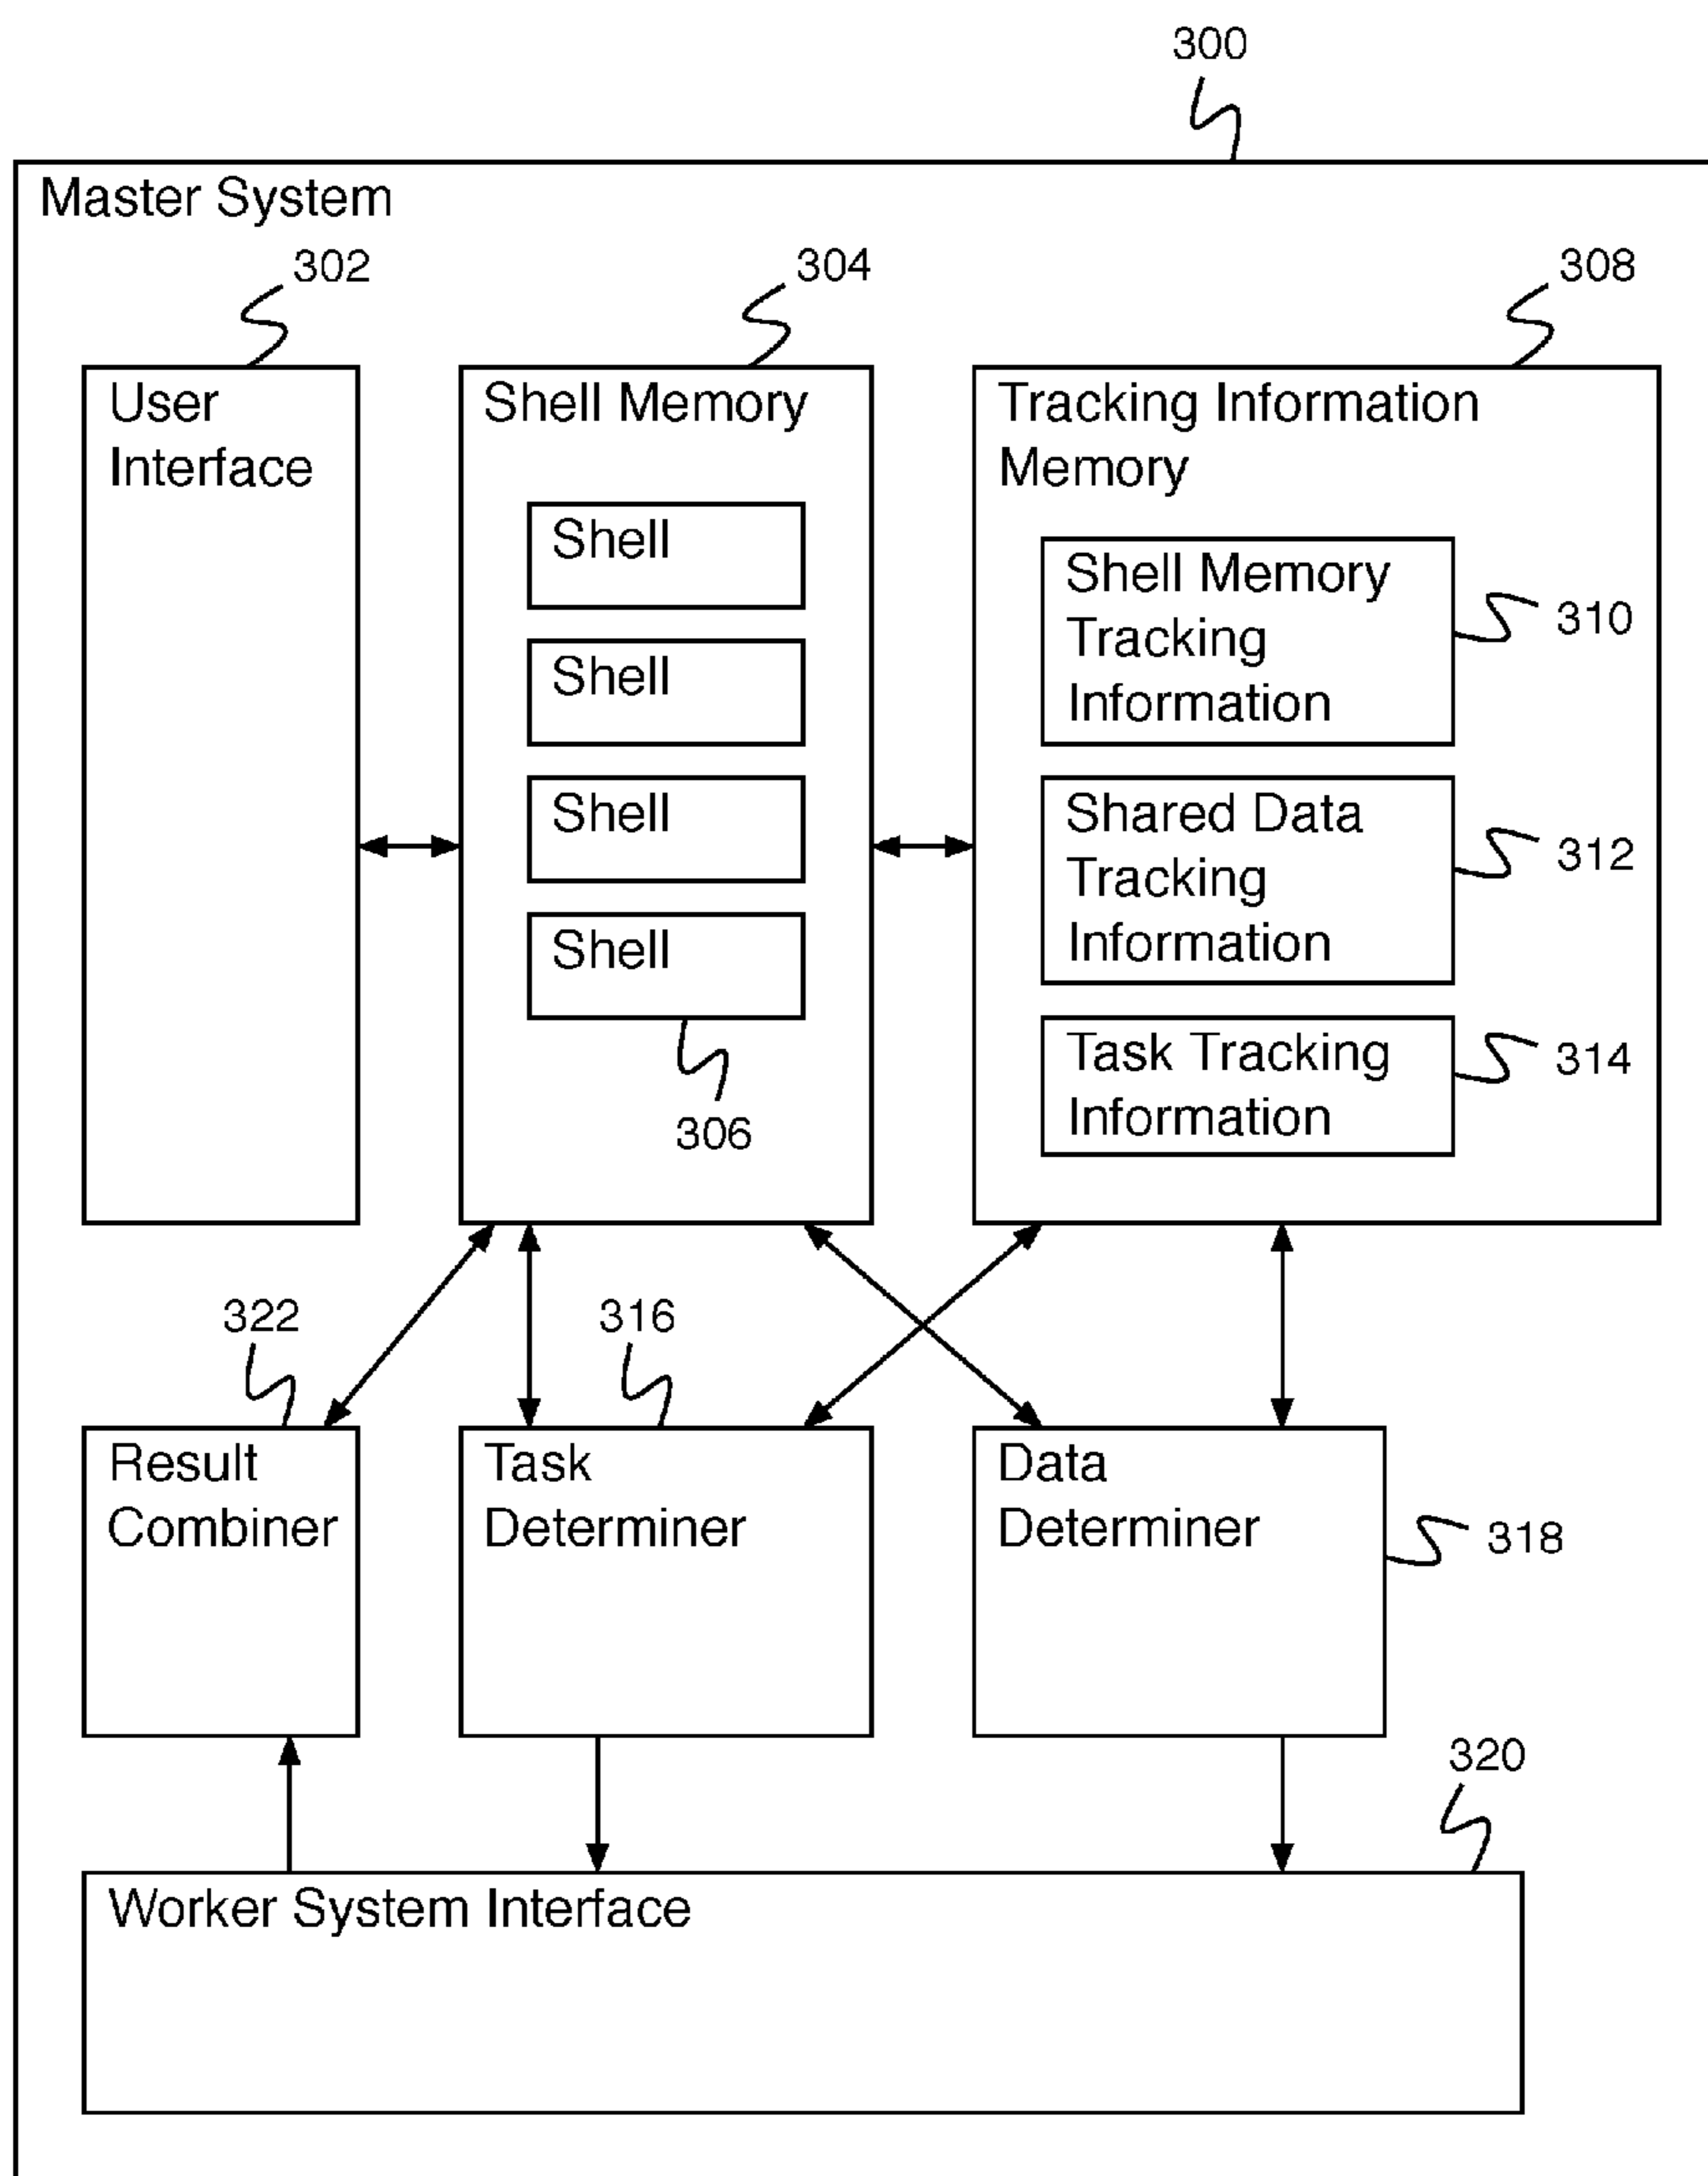 300
Master System
302
304
308
User
Interface
Shell Memory
Shell
Shell
Shell
Shell
306
Tracking Information
Memory
Shell Memory
Tracking
Information
310
Shared Data
Tracking
Information
312
Task Tracking
Information
314
322
316
Result
Combiner
Task
Determiner
Data
Determiner
318
320
Worker System Interface